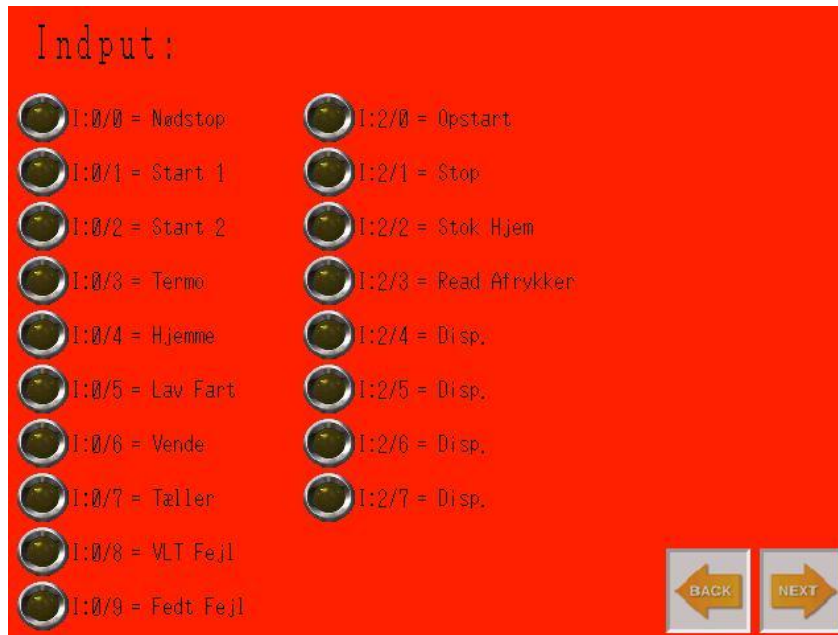 Indput:
I:0/0 = Nødstop
I:0/1 = Start 1
I:0/2 = Start 2
I:0/3 = Termo
I:0/4 = Hjemme
I:0/5 = Lav Fart
I:0/6 = Vende
I:0/7 = Tæller
I:0/8 = VLT Fejl
I:0/9 = Fedt Fejl
I:2/0 = Opstart
I:2/1 = Stop
I:2/2 = Stok Hjem
I:2/3 = Read Afrykker
I:2/4 = Disp.
I:2/5 = Disp.
I:2/6 = Disp.
I:2/7 = Disp.
BACK
NEXT